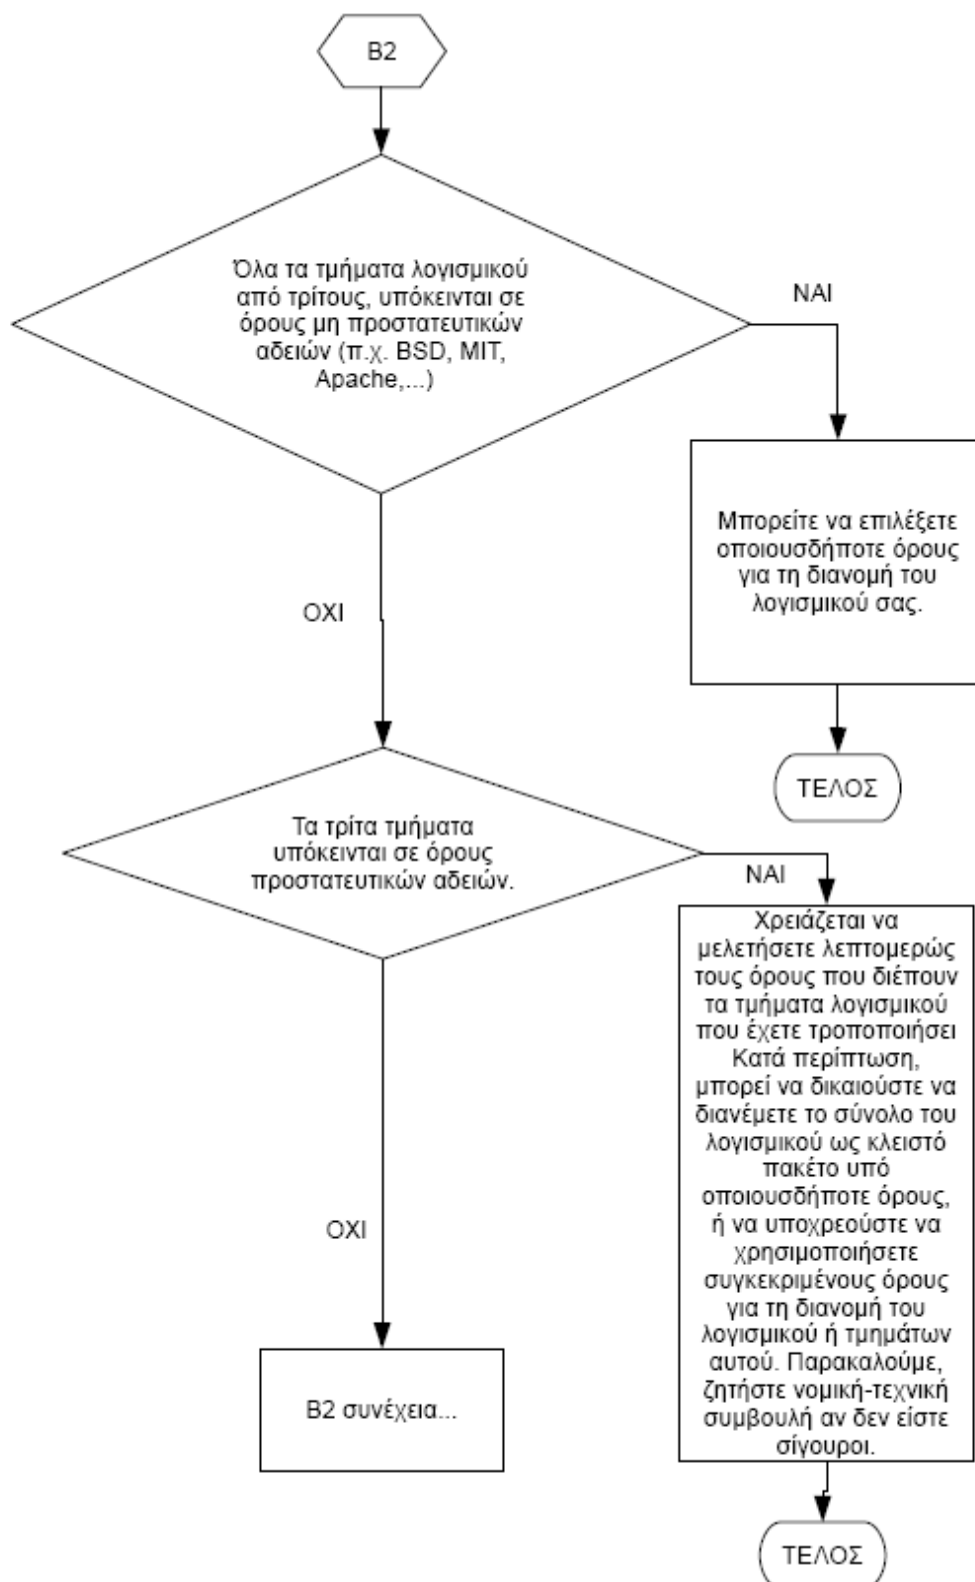 B2
Όλα τα τμήματα λογισμικού
από τρίτους, υπόκεινται σε
όρους μη προστατευτικών
αδειών (π.χ. BSD, MIT,
Apache,...)
ΝΑΙ
Μπορείτε να επιλέξετε
οποιουσδήποτε όρους
για τη διανομή του
λογισμικού σας.
ΟΧΙ
ΤΕΛΟΣ
Τα τρίτα τμήματα
υπόκεινται σε όρους
προστατευτικών αδειών.
ΝΑΙ
Χρειάζεται να
μελετήσετε λεπτομερώς
τους όρους που διέπουν
τα τμήματα λογισμικού
που έχετε τροποποιήσει
Κατά περίπτωση,
μπορεί να δικαιούστε να
διανέμετε το σύνολο του
λογισμικού ως κλειστό
πακέτο υπό
οποιουσδήποτε όρους,
ή να υποχρεούστε να
χρησιμοποιήσετε
συγκεκριμένους όρους
για τη διανομή του
λογισμικού ή τμημάτων
αυτού. Παρακαλούμε,
ζητήστε νομική-τεχνική
συμβουλή αν δεν είστε
σίγουροι.
ΟΧΙ
B2 συνέχεια...
ΤΕΛΟΣ